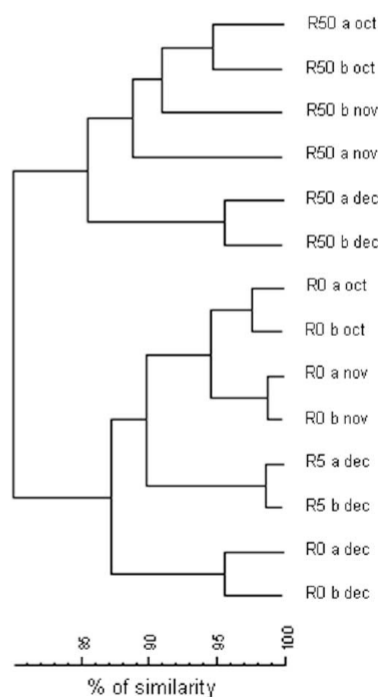 R50 a oct
R50 b oct
R50 b nov
R50 a nov
R50 a dec
R50 b dec
R0 a oct
R0 b oct
R0 a nov
R0 b nov
R5 a dec
R5 b dec
R0 a dec
R0 b dec
85 90 95 100
% of similarity